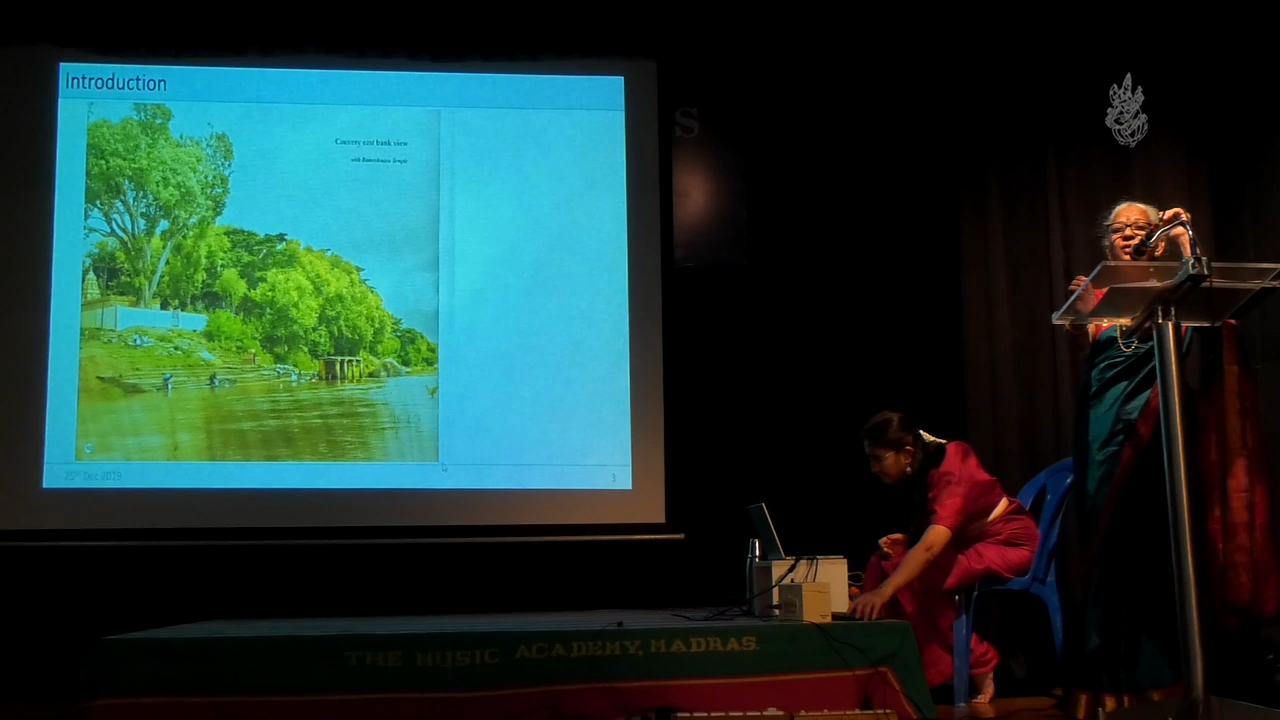 Introduction
Cauvery east bank view
with Rameshwara Temple
25th Dec 2019
3
S
THE MUSIC ACADEMY, MADRAS.